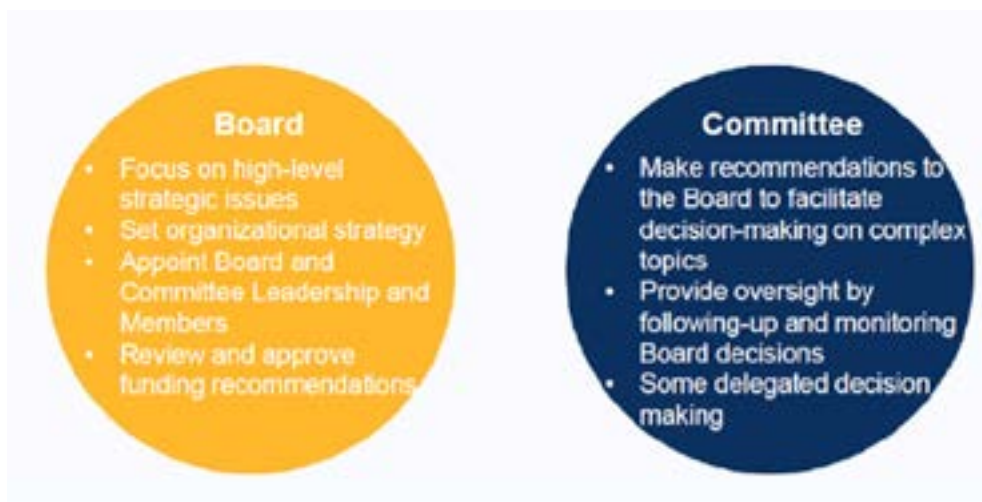 Board
• Focus on high-level
strategic issues
• Set organizational strategy
• Appoint Board and
Committee Leadership and
Members
• Review and approve
funding recommendations
Committee
• Make recommendations to
the Board to facilitate
decision-making on complex
topics
• Provide oversight by
following-up and monitoring
Board decisions
• Some delegated decision
making